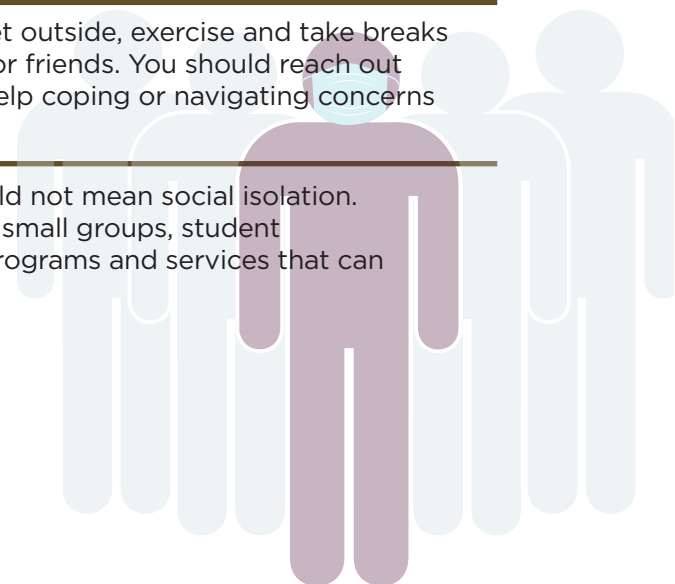 et outside, exercise and take breaks
or friends. You should reach out
elp coping or navigating concerns
ld not mean social isolation.
small groups, student
rograms and services that can